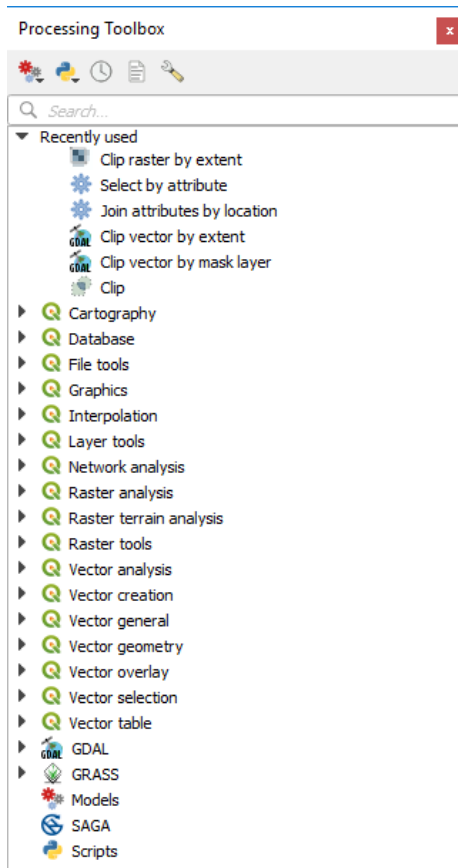 Processing Toolbox
x
Search...
Recently used
Clip raster by extent
Select by attribute
Join attributes by location
GDAL Clip vector by extent
GDAL Clip vector by mask layer
Clip
Cartography
Database
File tools
Graphics
Interpolation
Layer tools
Network analysis
Raster analysis
Raster terrain analysis
Raster tools
Vector analysis
Vector creation
Vector general
Vector geometry
Vector overlay
Vector selection
Vector table
GDAL GDAL
GRASS
Models
SAGA
Scripts